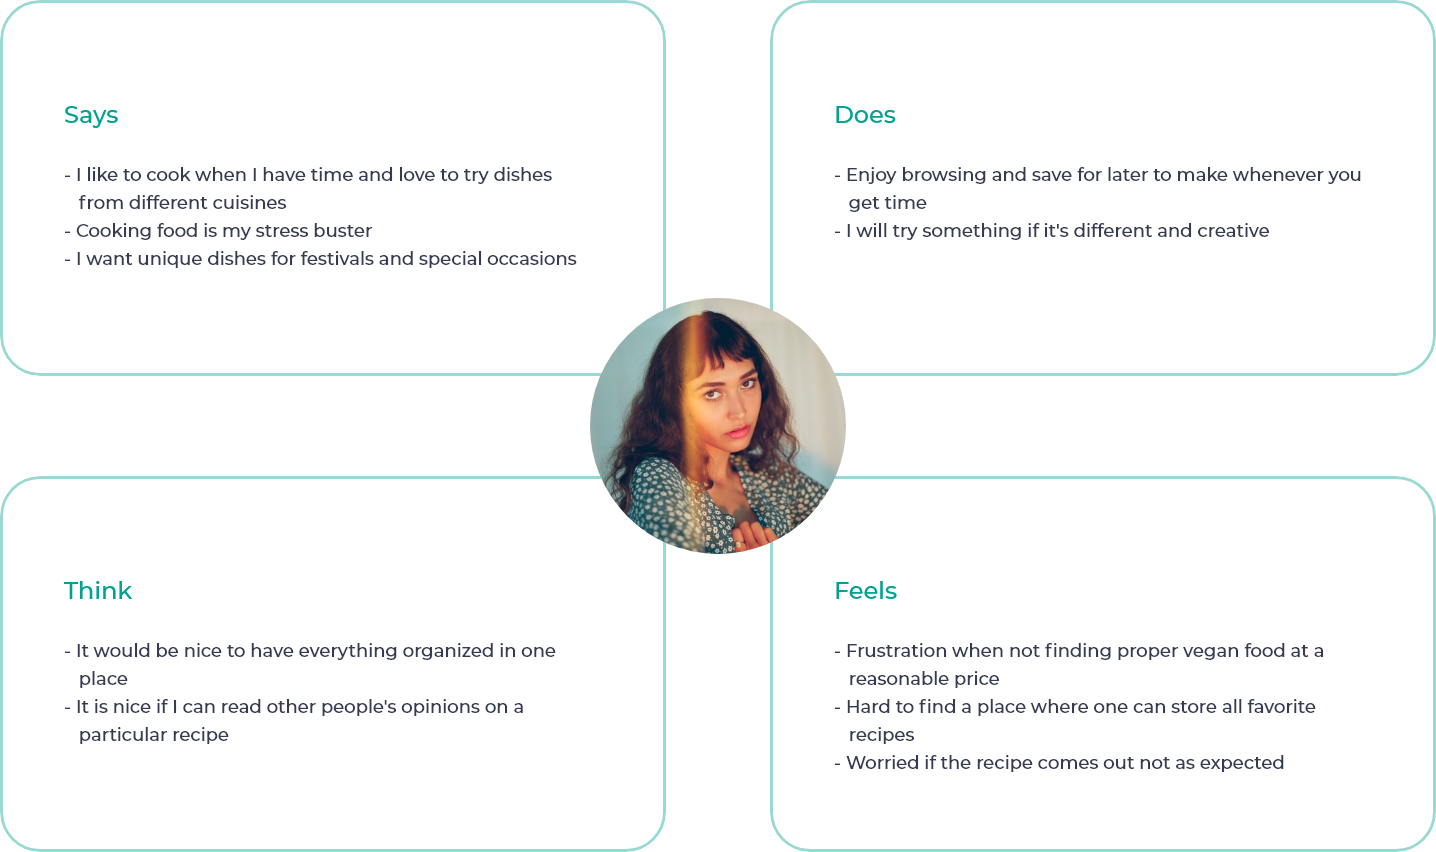 Says
- I like to cook when I have time and love to try dishes
from different cuisines
- Cooking food is my stress buster
- I want unique dishes for festivals and special occasions
Does
- Enjoy browsing and save for later to make whenever you
get time
- I will try something if it's different and creative
Think
- It would be nice to have everything organized in one
place
- It is nice if I can read other people's opinions on a
particular recipe
Feels
- Frustration when not finding proper vegan food at a
reasonable price
- Hard to find a place where one can store all favorite
recipes
- Worried if the recipe comes out not as expected